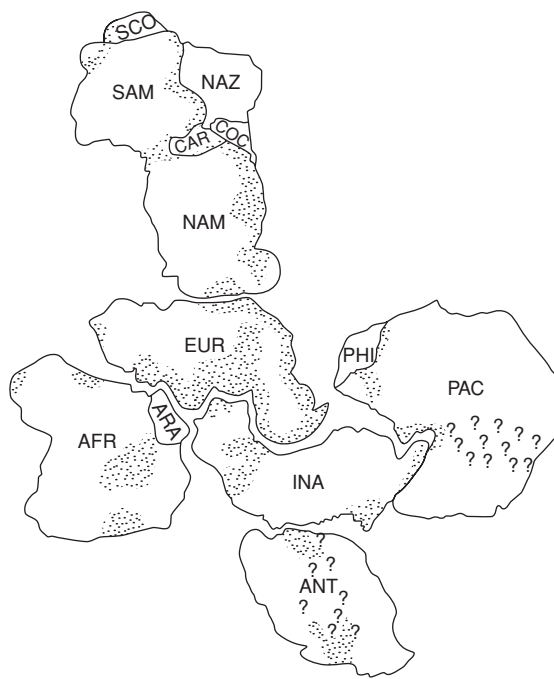 SCO
SAM
NAZ
CAR
COC
NAM
EUR
PHI
PAC
? ? ? ?
? ? ? ? ?
? ? ? ?
ARA
AFR
INA
?
? ?
ANT ?
? ?
? ?